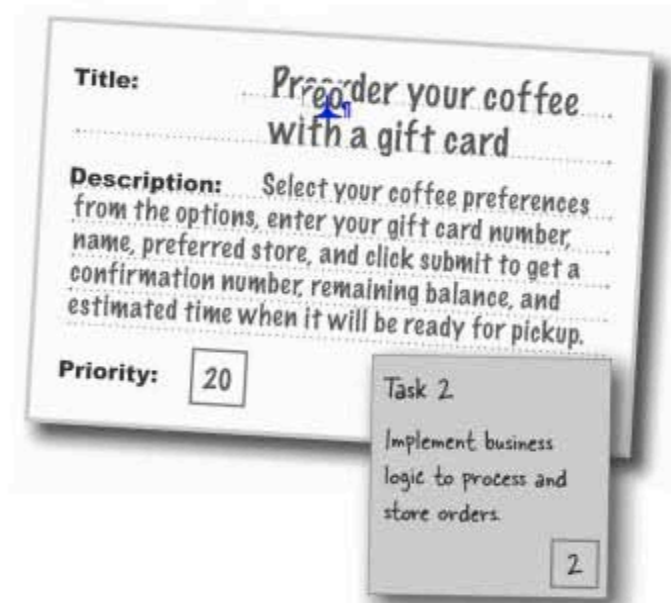 Title: Preorder your coffee
with a gift card
Description: Select your coffee preferences
from the options, enter your gift card number,
name, preferred store, and click submit to get a
confirmation number, remaining balance, and
estimated time when it will be ready for pickup.
Priority: 20
Task 2
Implement business
logic to process and
store orders.
2